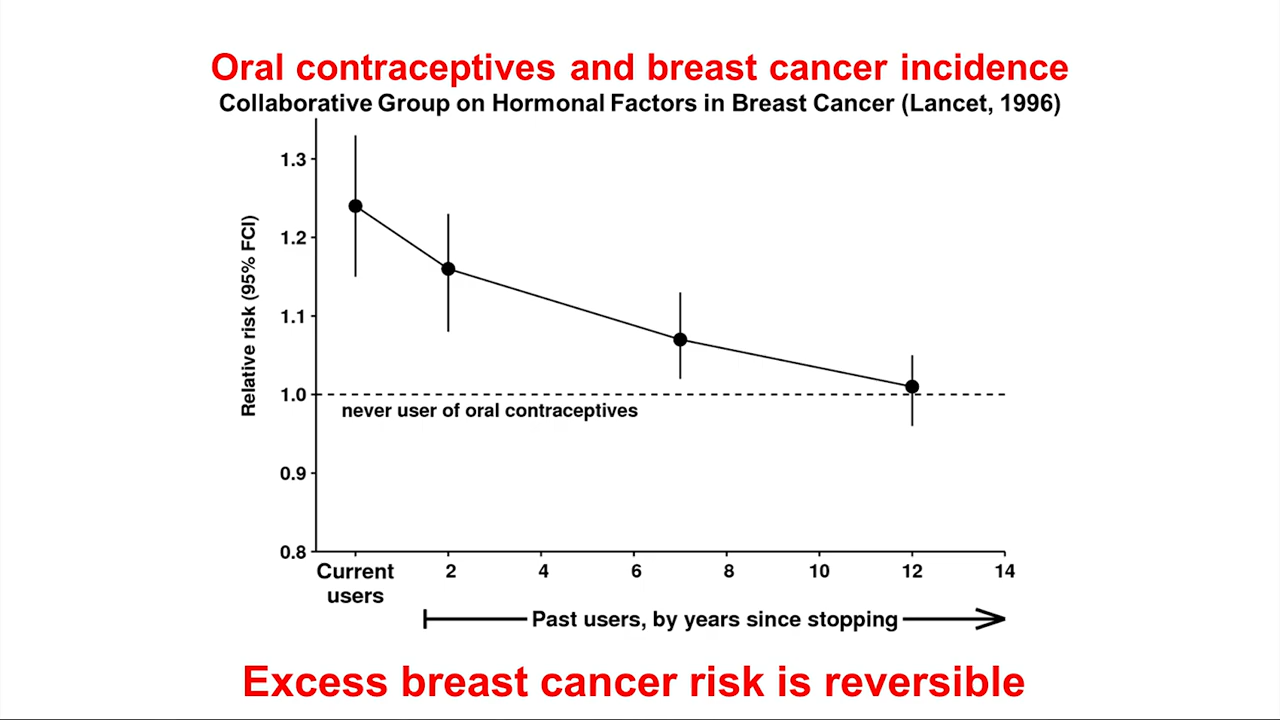 Oral contraceptives and breast cancer incidence
Collaborative Group on Hormonal Factors in Breast Cancer (Lancet, 1996)
Relative risk (95% FCI)
1.3
1.2
1.1
1.0
0.9
0.8
never user of oral contraceptives
Current users
2 4 6 8 10 12 14
Past users, by years since stopping
Excess breast cancer risk is reversible